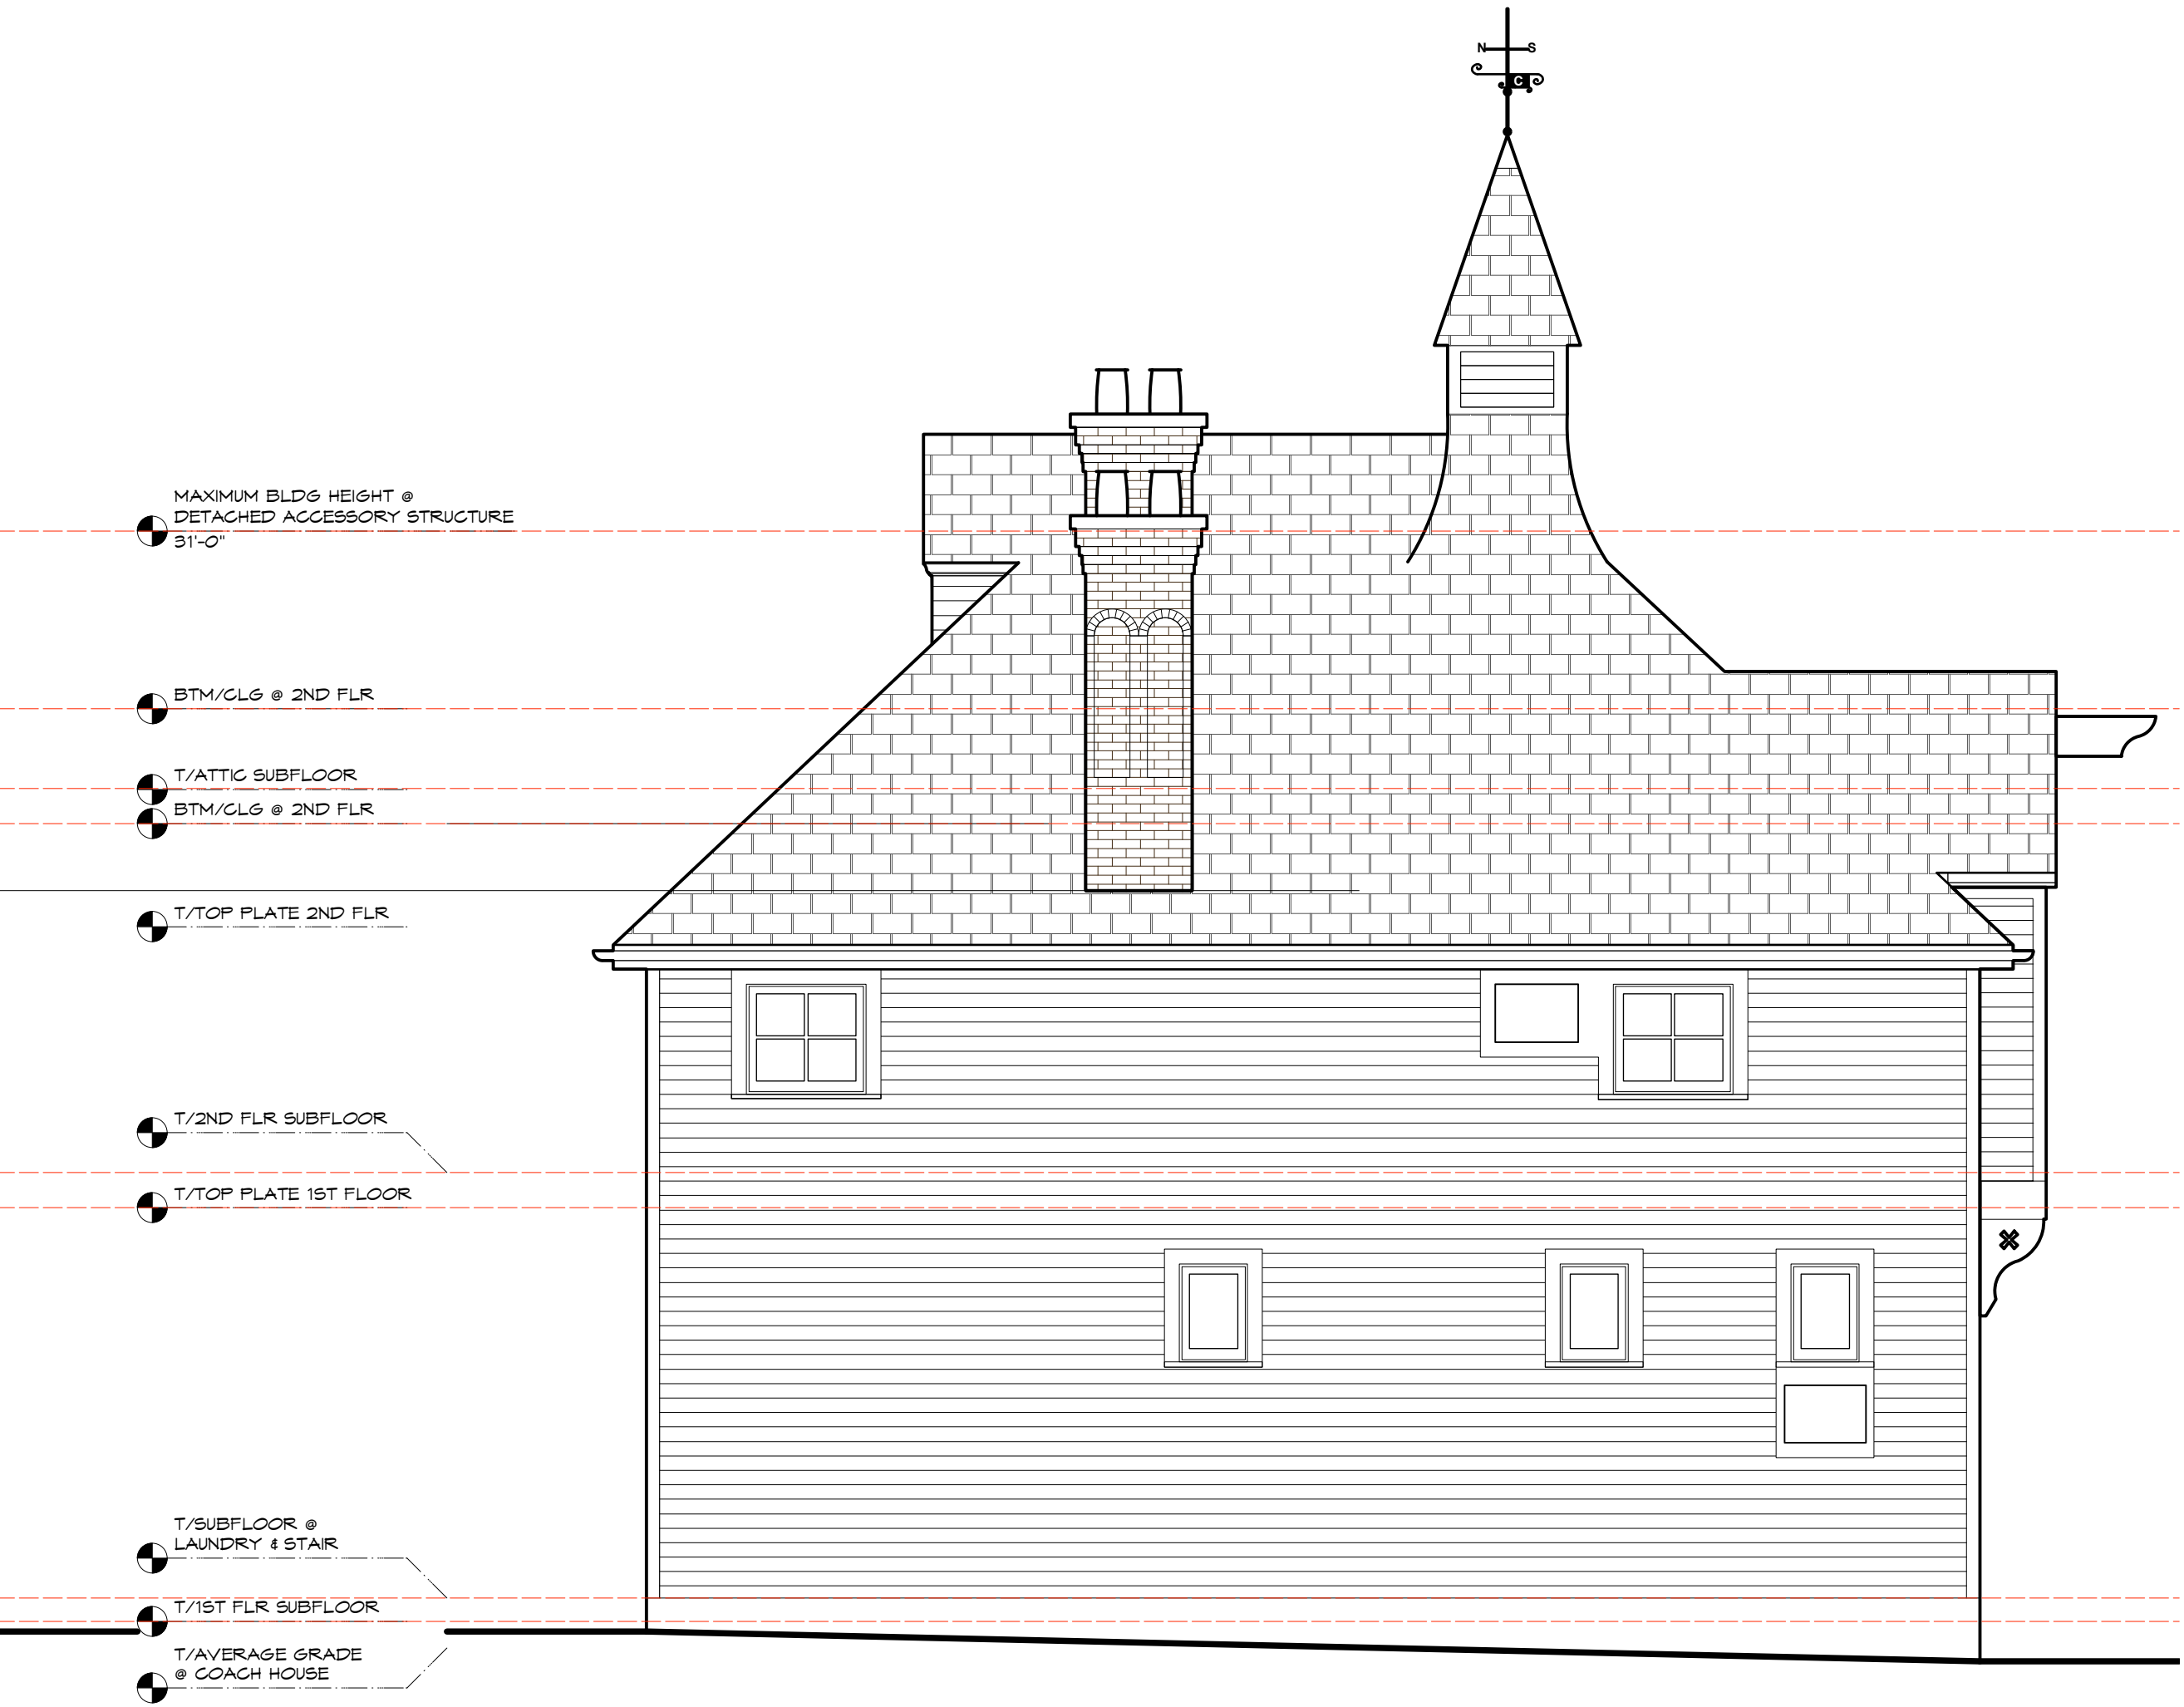 N S
C
MAXIMUM BLDG HEIGHT @
DETACHED ACCESSORY STRUCTURE
31'-0"
BTM/CLG @ 2ND FLR
T/ATTIC SUBFLOOR
BTM/CLG @ 2ND FLR
T/TOP PLATE 2ND FLR
T/2ND FLR SUBFLOOR
T/TOP PLATE 1ST FLOOR
T/SUBFLOOR @
LAUNDRY & STAIR
T/1ST FLR SUBFLOOR
T/AVERAGE GRADE
@ COACH HOUSE